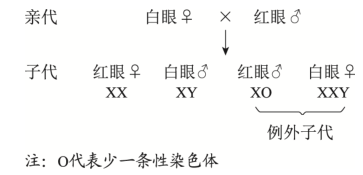 亲代 白眼♀ × 红眼♂
子代 红眼♀ 白眼♂ 红眼♂ 白眼♀
XX XY XO XXY
例外子代
注：O代表少一条性染色体